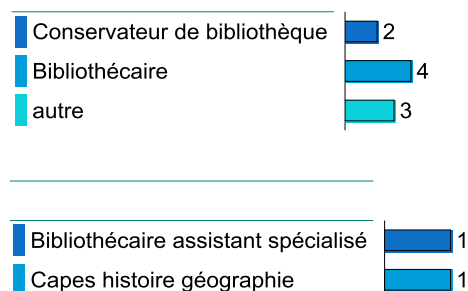 Conservateur de bibliothèque 2
Bibliothécaire 4
autre 3
Bibliothécaire assistant spécialisé 1
Capes histoire géographie 1